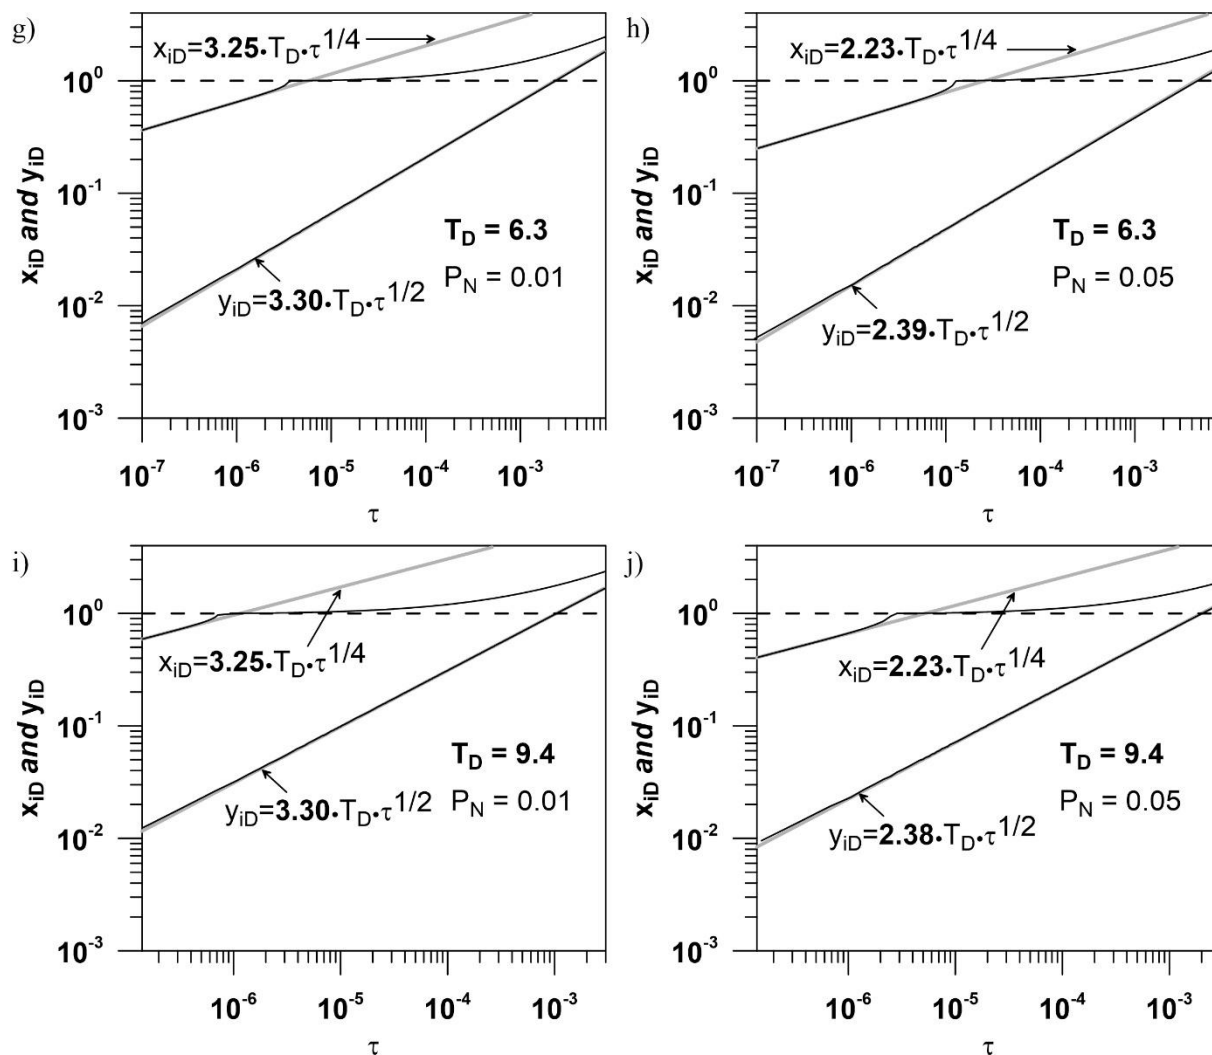 g)
x_iD=3.25•T_D•τ^1/4
10^0
10^-1
10^-2
10^-3
x_iD and y_iD
T_D = 6.3
P_N = 0.01
y_iD=3.30•T_D•τ^1/2
10^-7 10^-6 10^-5 10^-4 10^-3
τ
h)
x_iD=2.23•T_D•τ^1/4
10^0
10^-1
10^-2
10^-3
x_iD and y_iD
T_D = 6.3
P_N = 0.05
y_iD=2.39•T_D•τ^1/2
10^-7 10^-6 10^-5 10^-4 10^-3
τ
i)
10^0
10^-1
10^-2
10^-3
x_iD and y_iD
x_iD=3.25•T_D•τ^1/4
T_D = 9.4
P_N = 0.01
y_iD=3.30•T_D•τ^1/2
10^-6 10^-5 10^-4 10^-3
τ
j)
10^0
10^-1
10^-2
10^-3
x_iD and y_iD
x_iD=2.23•T_D•τ^1/4
T_D = 9.4
P_N = 0.05
y_iD=2.38•T_D•τ^1/2
10^-6 10^-5 10^-4 10^-3
τ